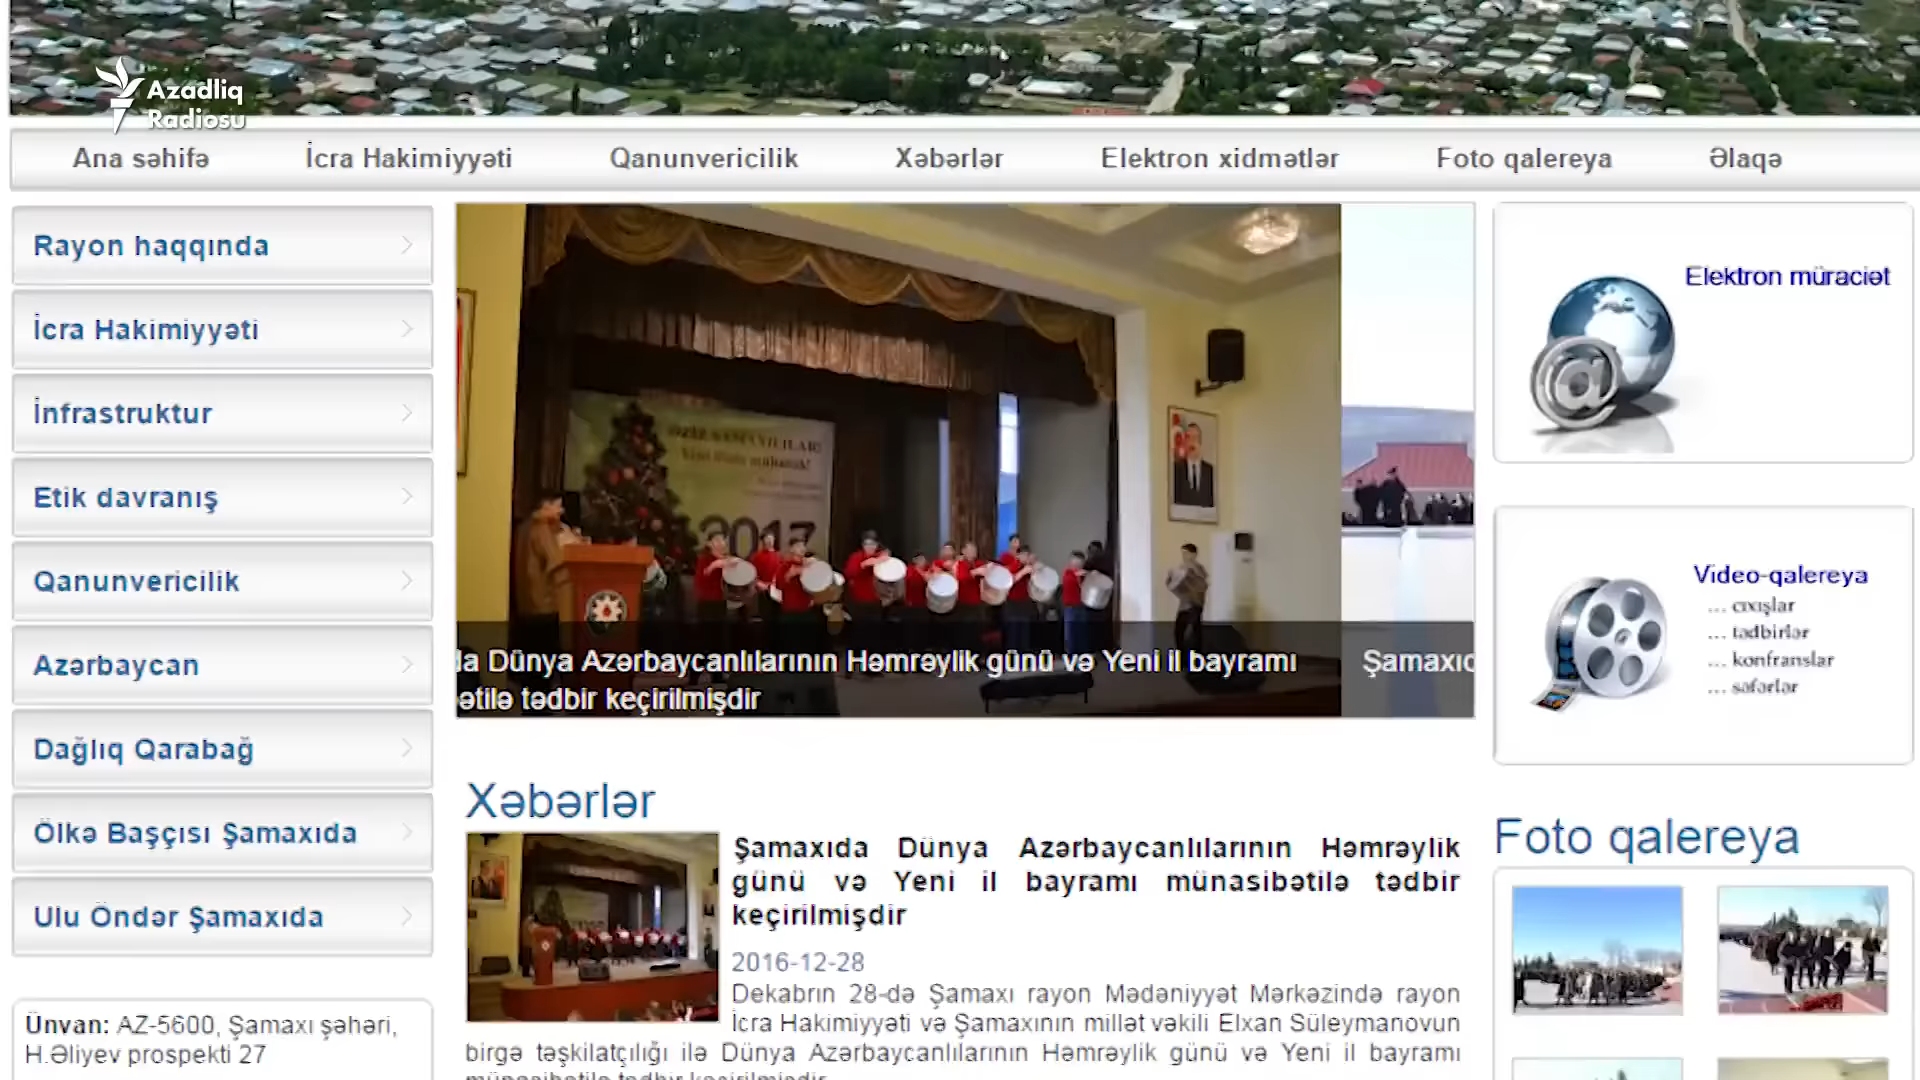 Azadliq
Radiosu
Ana səhifə
İcra Hakimiyyəti
Qanunvericilik
Xəbərlər
Elektron xidmətlər
Foto qalereya
Əlaqə
Rayon haqqında
İcra Hakimiyyəti
İnfrastruktur
Etik davranış
Qanunvericilik
Azərbaycan
Dağlıq Qarabağ
Ölkə Başçısı Şamaxıda
Ulu Öndər Şamaxıda
Ünvan: AZ-5600, Şamaxı şəhəri,
H.Əliyev prospekti 27
2017
da Dünya Azərbaycanlılarının Həmrəylik günü və Yeni il bayramı
ətilə tədbir keçirilmişdir
Xəbərlər
Şamaxıda Dünya Azərbaycanlılarının Həmrəylik
günü və Yeni il bayramı münasibətilə tədbir
keçirilmişdir
2016-12-28
Dekabrın 28-də Şamaxı rayon Mədəniyyət Mərkəzində rayon
İcra Hakimiyyəti və Şamaxının millət vəkili Elxan Süleymanovun
birgə təşkilatçılığı ilə Dünya Azərbaycanlılarının Həmrəylik günü və Yeni il bayramı
Elektron müraciət
Video-qalereya
... çıxışlar
... tədbirlər
... konfranslar
... səfərlər
Foto qalereya